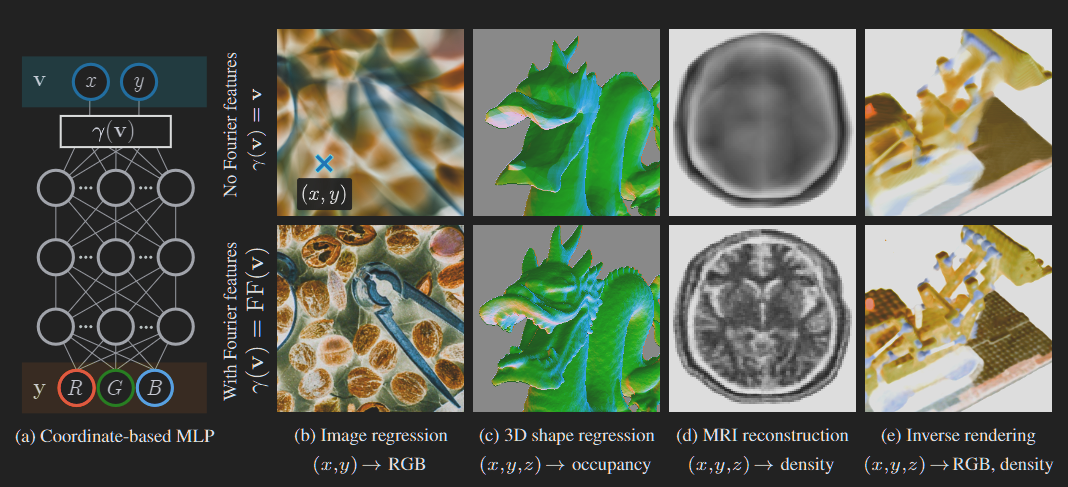 v
x y
γ(v)
R G B
y
(a) Coordinate-based MLP
No Fourier features
γ(v) = v
With Fourier features
γ(v) = FF(v)
(x, y)
(b) Image regression
(x,y) → RGB
(c) 3D shape regression
(x,y,z) → occupancy
(d) MRI reconstruction
(x,y,z) → density
(e) Inverse rendering
(x,y,z) → RGB, density